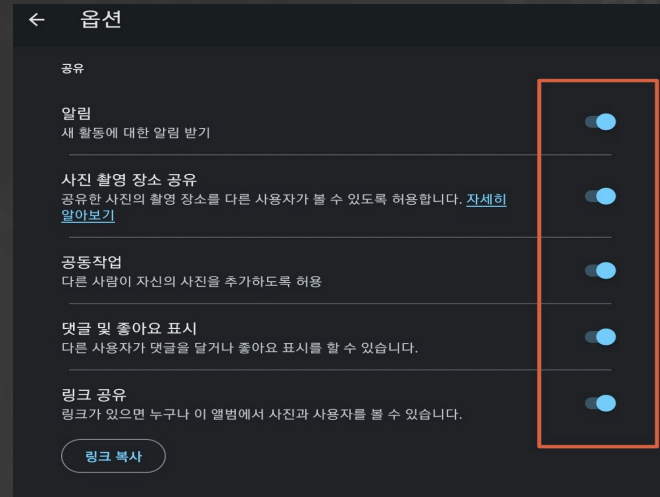 옵션
공유
알림
새 활동에 대한 알림 받기
사진 촬영 장소 공유
공유한 사진의 촬영 장소를 다른 사용자가 볼 수 있도록 허용합니다. 자세히
알아보기
공동작업
다른 사람이 자신의 사진을 추가하도록 허용
댓글 및 좋아요 표시
다른 사용자가 댓글을 달거나 좋아요 표시를 할 수 있습니다.
링크 공유
링크가 있으면 누구나 이 앨범에서 사진과 사용자를 볼 수 있습니다.
링크 복사